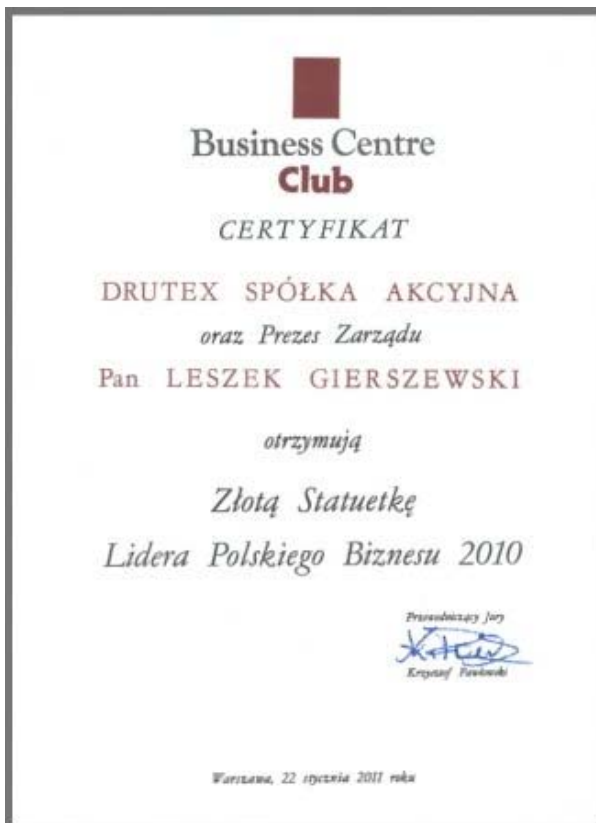 Business Centre
Club
CERTYFIKAT
DRUTEX SPÓŁKA AKCYJNA
oraz Prezes Zarządu
Pan LESZEK GIERSZEWSKI
otrzymują
Złotą Statuetkę
Lidera Polskiego Biznesu 2010
Przewodniczący Jury
Krzysztof Pawłowski
Warszawa, 22 stycznia 2011 roku